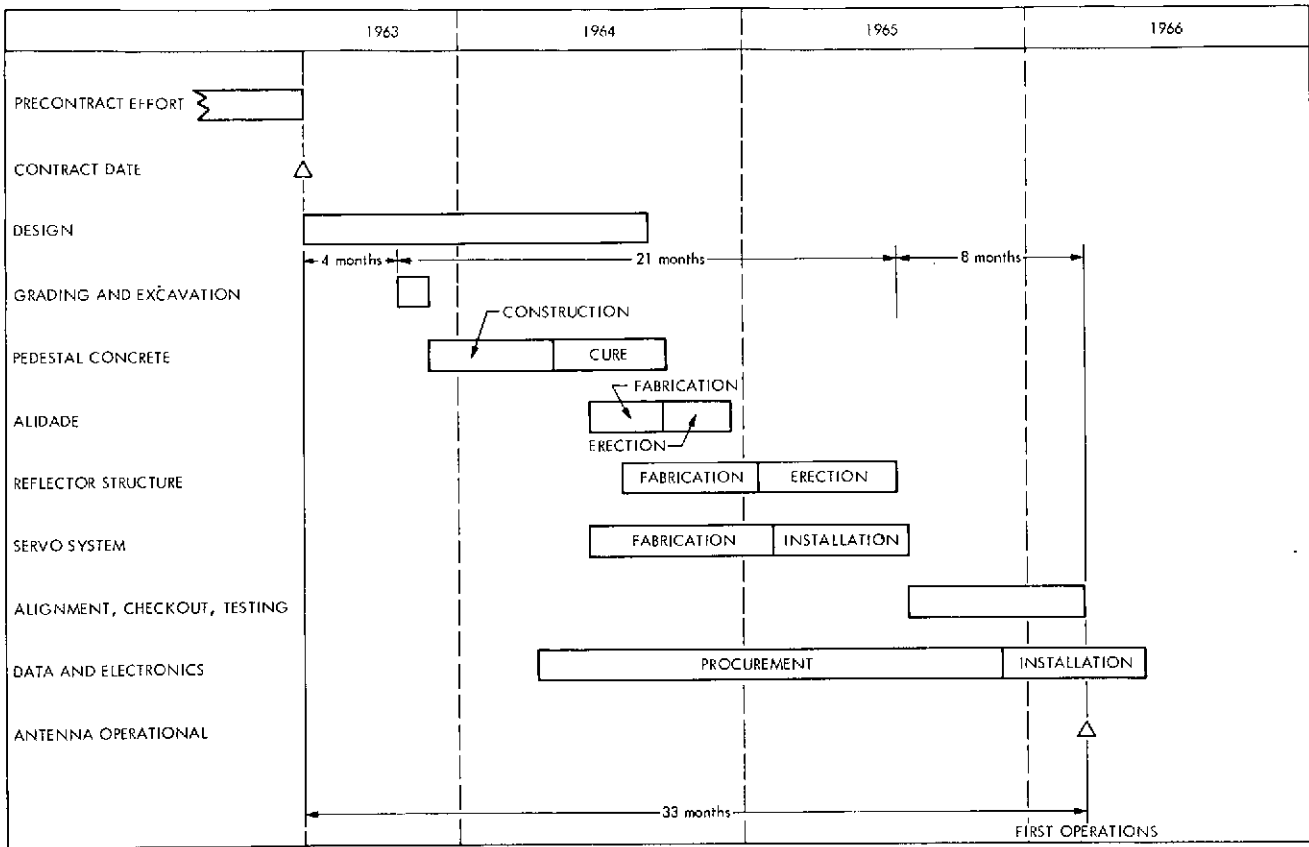 1963 1964 1965 1966
PRECONTRACT EFFORT
CONTRACT DATE
DESIGN
4 months 21 months 8 months
GRADING AND EXCAVATION
CONSTRUCTION
PEDESTAL CONCRETE CURE
FABRICATION
ALIDADE
ERECTION
REFLECTOR STRUCTURE FABRICATION ERECTION
SERVO SYSTEM FABRICATION INSTALLATION
ALIGNMENT, CHECKOUT, TESTING
DATA AND ELECTRONICS PROCUREMENT INSTALLATION
ANTENNA OPERATIONAL
33 months
FIRST OPERATIONS